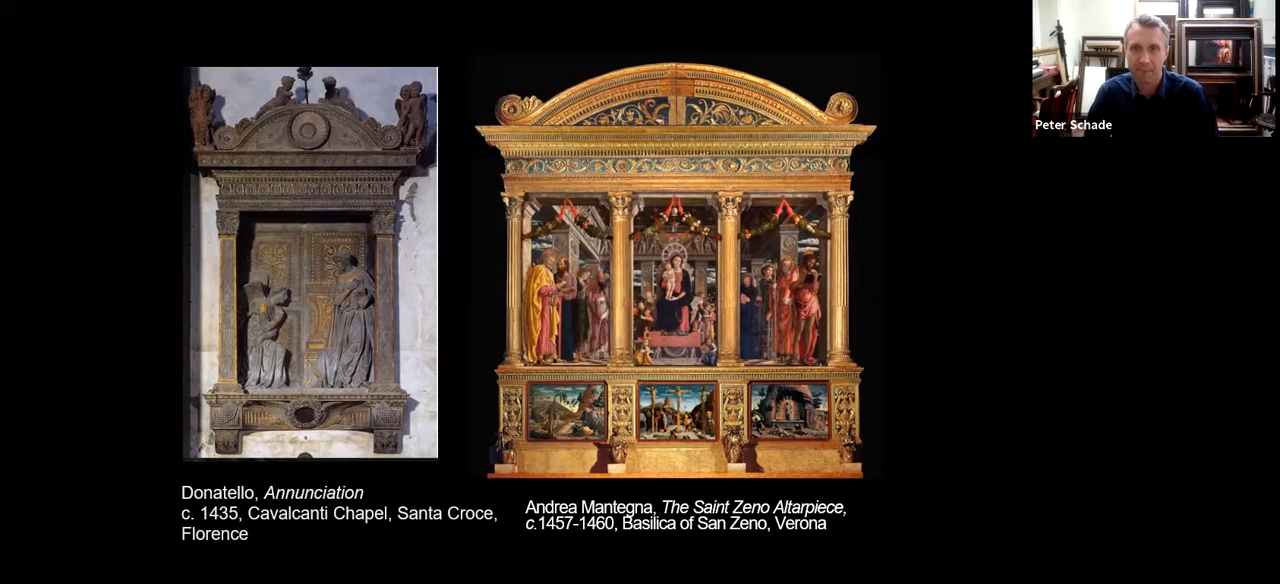 Peter Schade
Donatello, Annunciation
c. 1435, Cavalcanti Chapel, Santa Croce,
Florence
Andrea Mantegna, The Saint Zeno Altarpiece,
c.1457-1460, Basilica of San Zeno, Verona